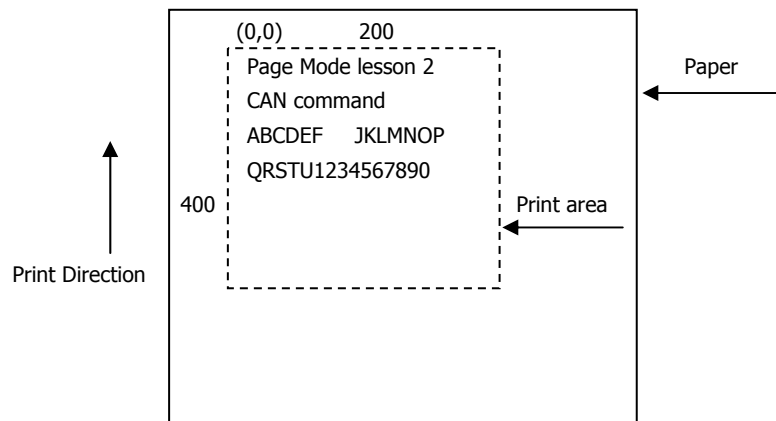 (0,0) 200
Page Mode lesson 2
Paper
CAN command
ABCDEF JKLMNOP
QRSTU1234567890
400
Print area
Print Direction